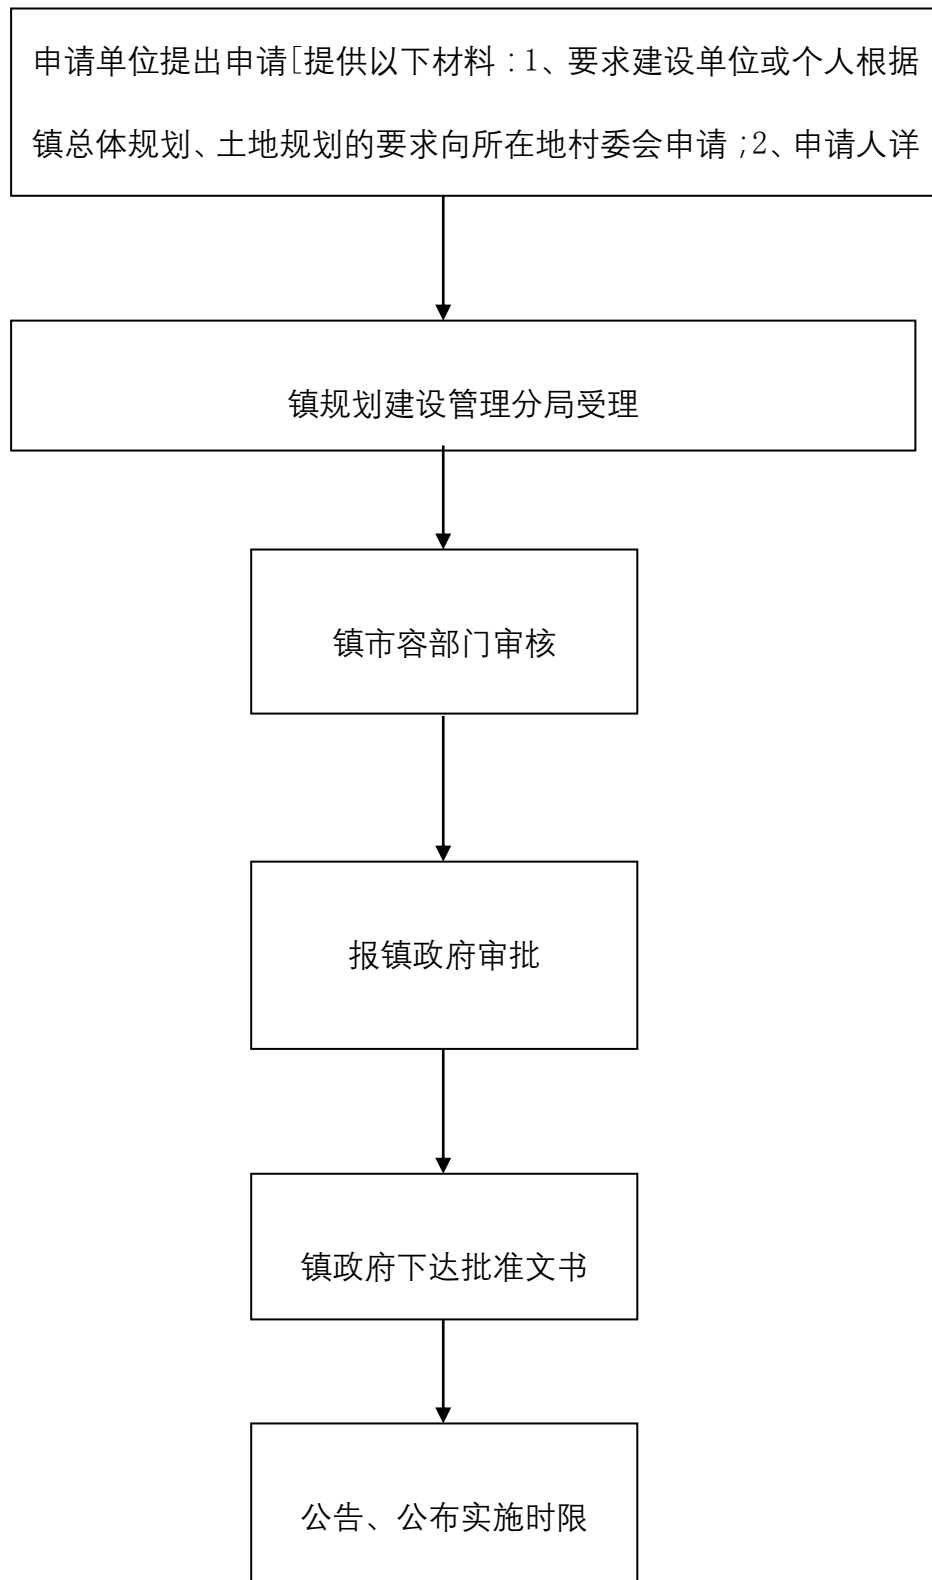 申请单位提出申请[提供以下材料:1、要求建设单位或个人根据
镇总体规划、土地规划的要求向所在地村委会申请;2、申请人详
镇规划建设管理分局受理
镇市容部门审核
报镇政府审批
镇政府下达批准文书
公告、公布实施时限